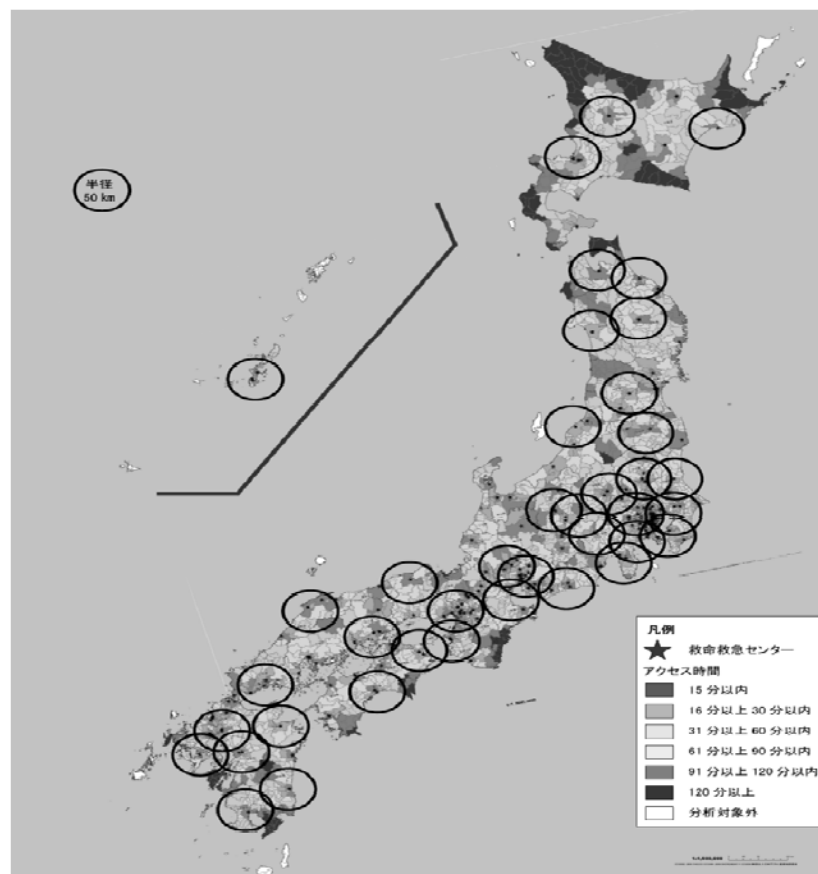 半径
50 km
凡例
救命救急センター
アクセス時間
15 分以内
16 分以上 30 分以内
31 分以上 60 分以内
61 分以上 90 分以内
91 分以上 120 分以内
120 分以上
分析対象外